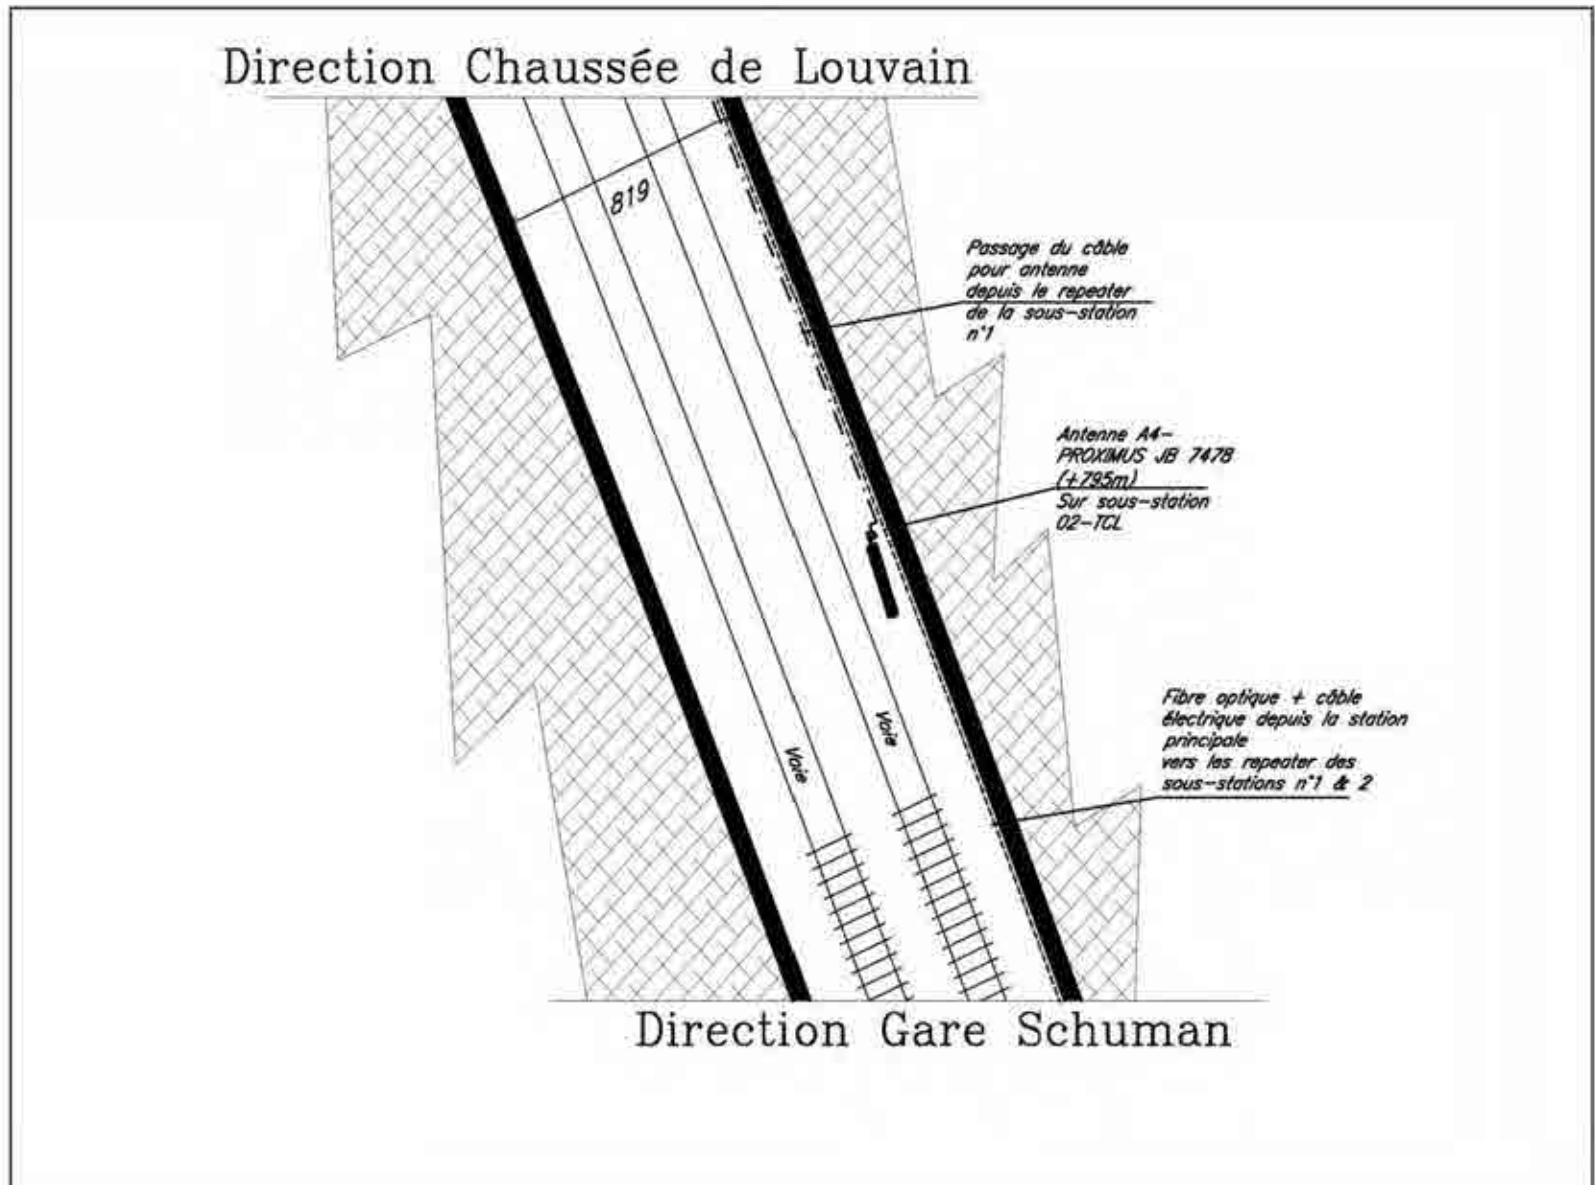 Direction Chaussée de Louvain
819
Passage du câble
pour antenne
depuis le repeater
de la sous-station
n°1
Antenne A4-
PROXIMUS JB 7478
(+795m)
Sur sous-station
02-TCL
Fibre optique + câble
électrique depuis la station
principale
vers les repeater des
sous-stations n°1 & 2
Voie
Voie
Direction Gare Schuman